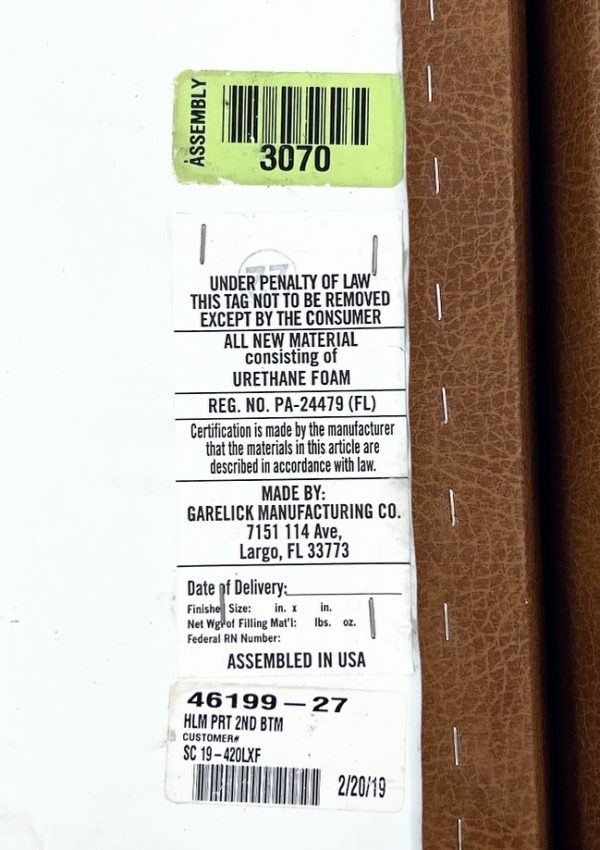 ASSEMBLY
3070
77
UNDER PENALTY OF LAW
THIS TAG NOT TO BE REMOVED
EXCEPT BY THE CONSUMER
ALL NEW MATERIAL
consisting of
URETHANE FOAM
REG. NO. PA-24479 (FL)
Certification is made by the manufacturer
that the materials in this article are
described in accordance with law.
MADE BY:
GARELICK MANUFACTURING CO.
7151 114 Ave,
Largo, FL 33773
Date of Delivery:
Finishe Size: in. x in.
Net Wg of Filling Mat'l: lbs. oz.
Federal RN Number:
ASSEMBLED IN USA
46199-27
HLM PRT 2ND BTM
CUSTOMER#
SC 19-420LXF
2/20/19